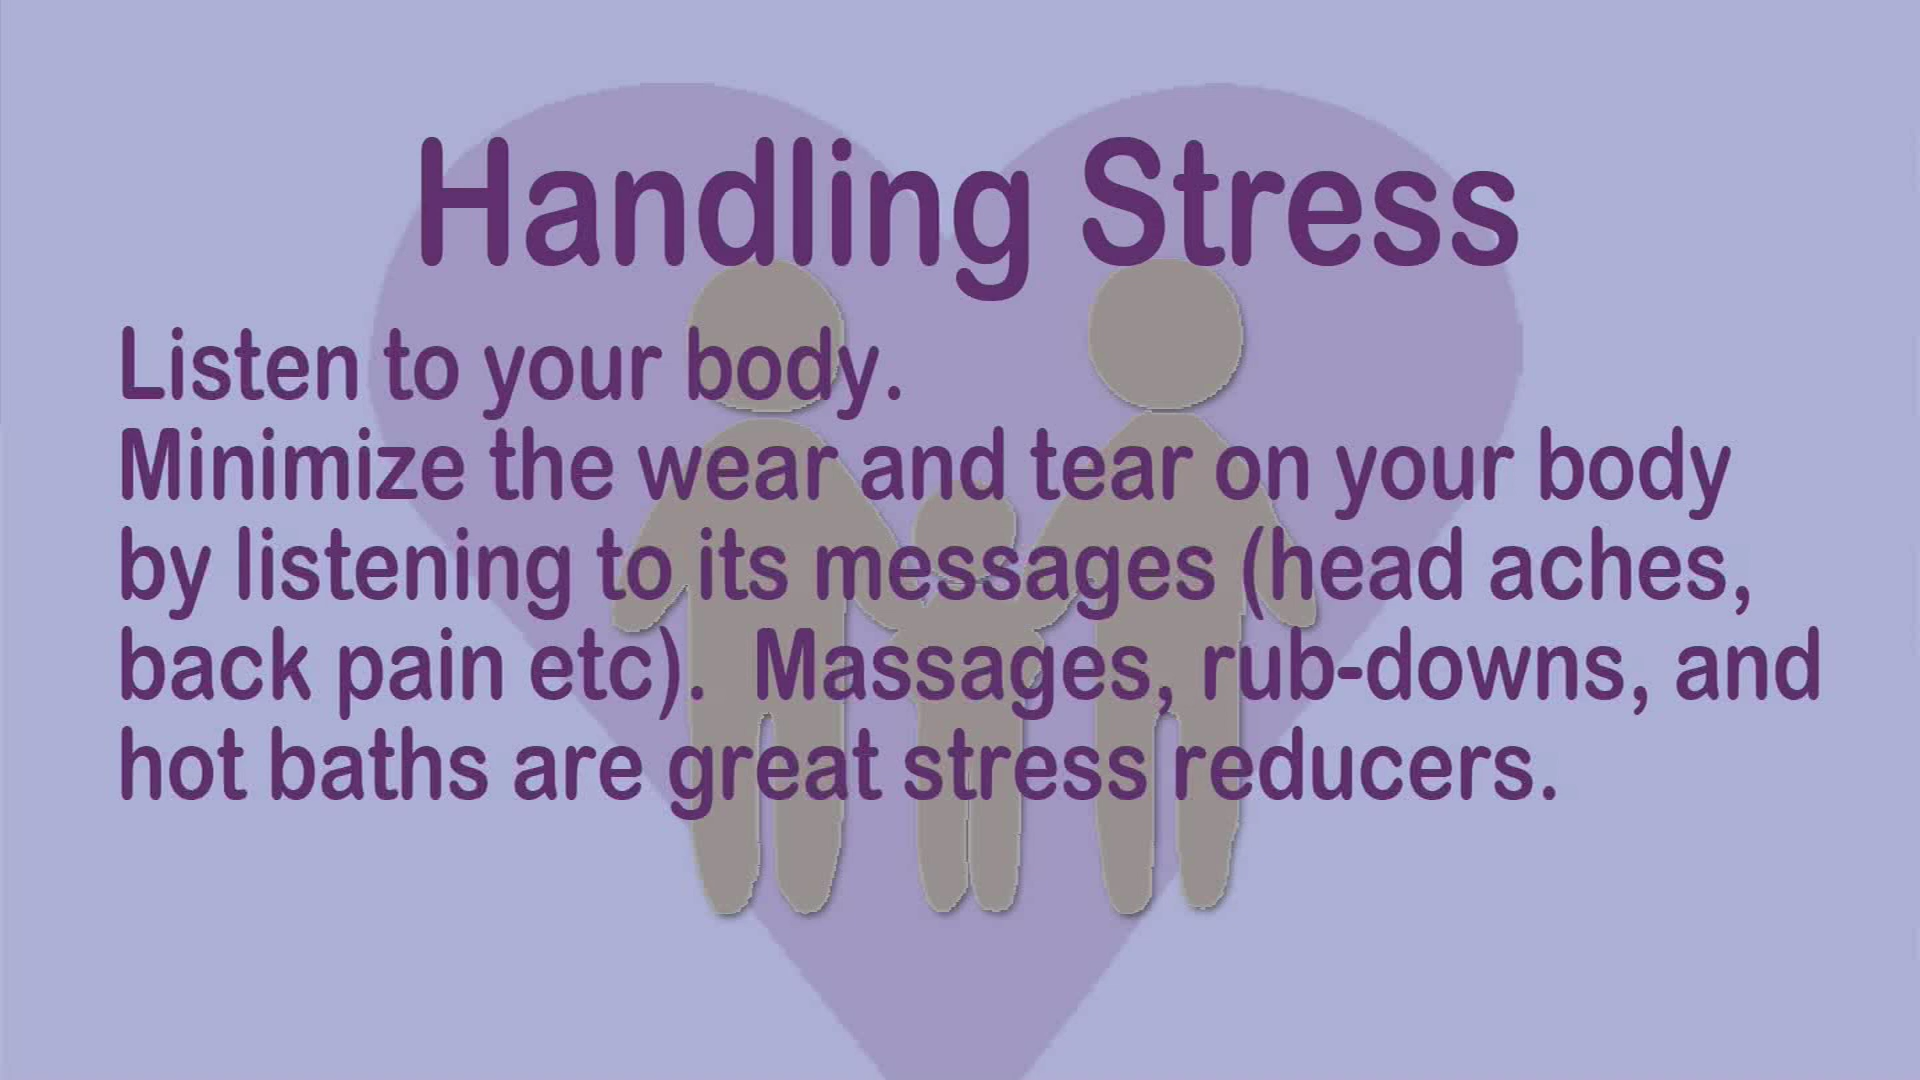 Handling Stress
Listen to your body.
Minimize the wear and tear on your body
by listening to its messages (head aches,
back pain etc).  Massages, rub-downs, and
hot baths are great stress reducers.